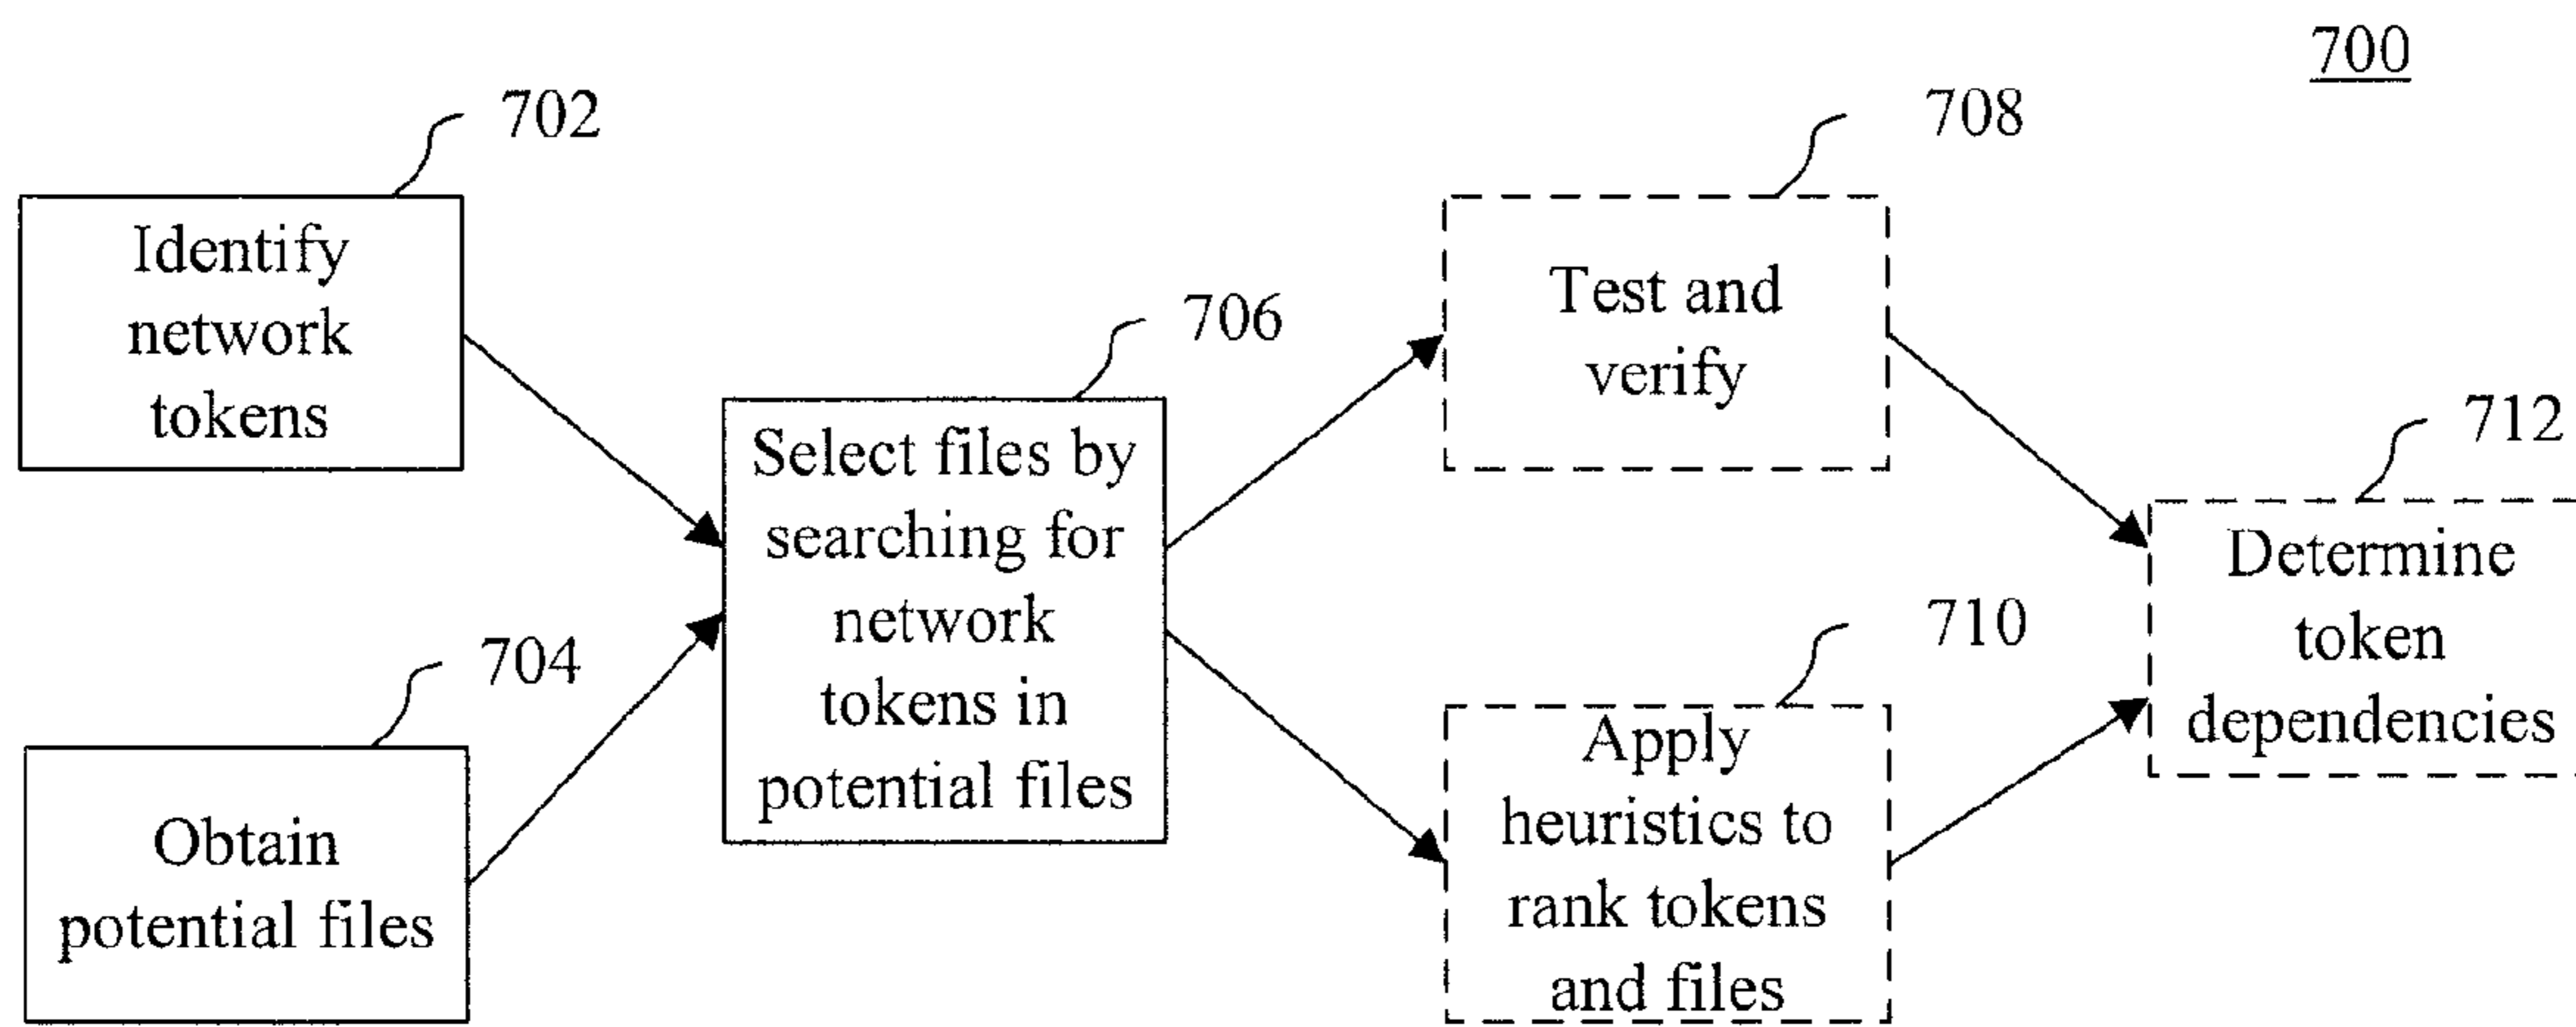 700
702
Identify
network
tokens
704
Obtain
potential files
706
Select files by
searching for
network
tokens in
potential files
708
Test and
verify
710
Apply
heuristics to
rank tokens
and files
712
Determine
token
dependencies